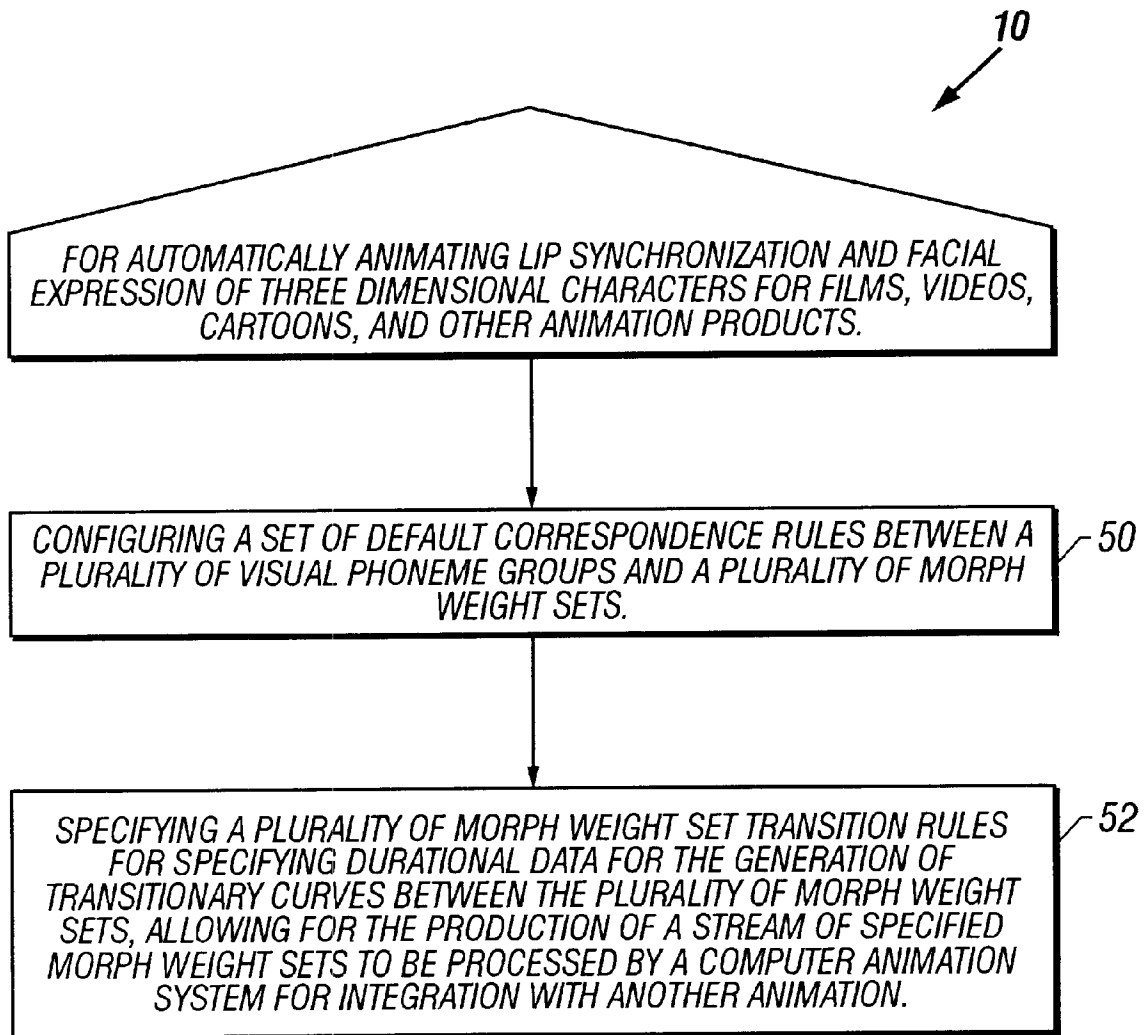 10
FOR AUTOMATICALLY ANIMATING LIP SYNCHRONIZATION AND FACIAL
EXPRESSION OF THREE DIMENSIONAL CHARACTERS FOR FILMS, VIDEOS,
CARTOONS, AND OTHER ANIMATION PRODUCTS.
CONFIGURING A SET OF DEFAULT CORRESPONDENCE RULES BETWEEN A
PLURALITY OF VISUAL PHONEME GROUPS AND A PLURALITY OF MORPH
WEIGHT SETS.
50
SPECIFYING A PLURALITY OF MORPH WEIGHT SET TRANSITION RULES
FOR SPECIFYING DURATIONAL DATA FOR THE GENERATION OF
TRANSITIONARY CURVES BETWEEN THE PLURALITY OF MORPH WEIGHT
SETS, ALLOWING FOR THE PRODUCTION OF A STREAM OF SPECIFIED
MORPH WEIGHT SETS TO BE PROCESSED BY A COMPUTER ANIMATION
SYSTEM FOR INTEGRATION WITH ANOTHER ANIMATION.
52